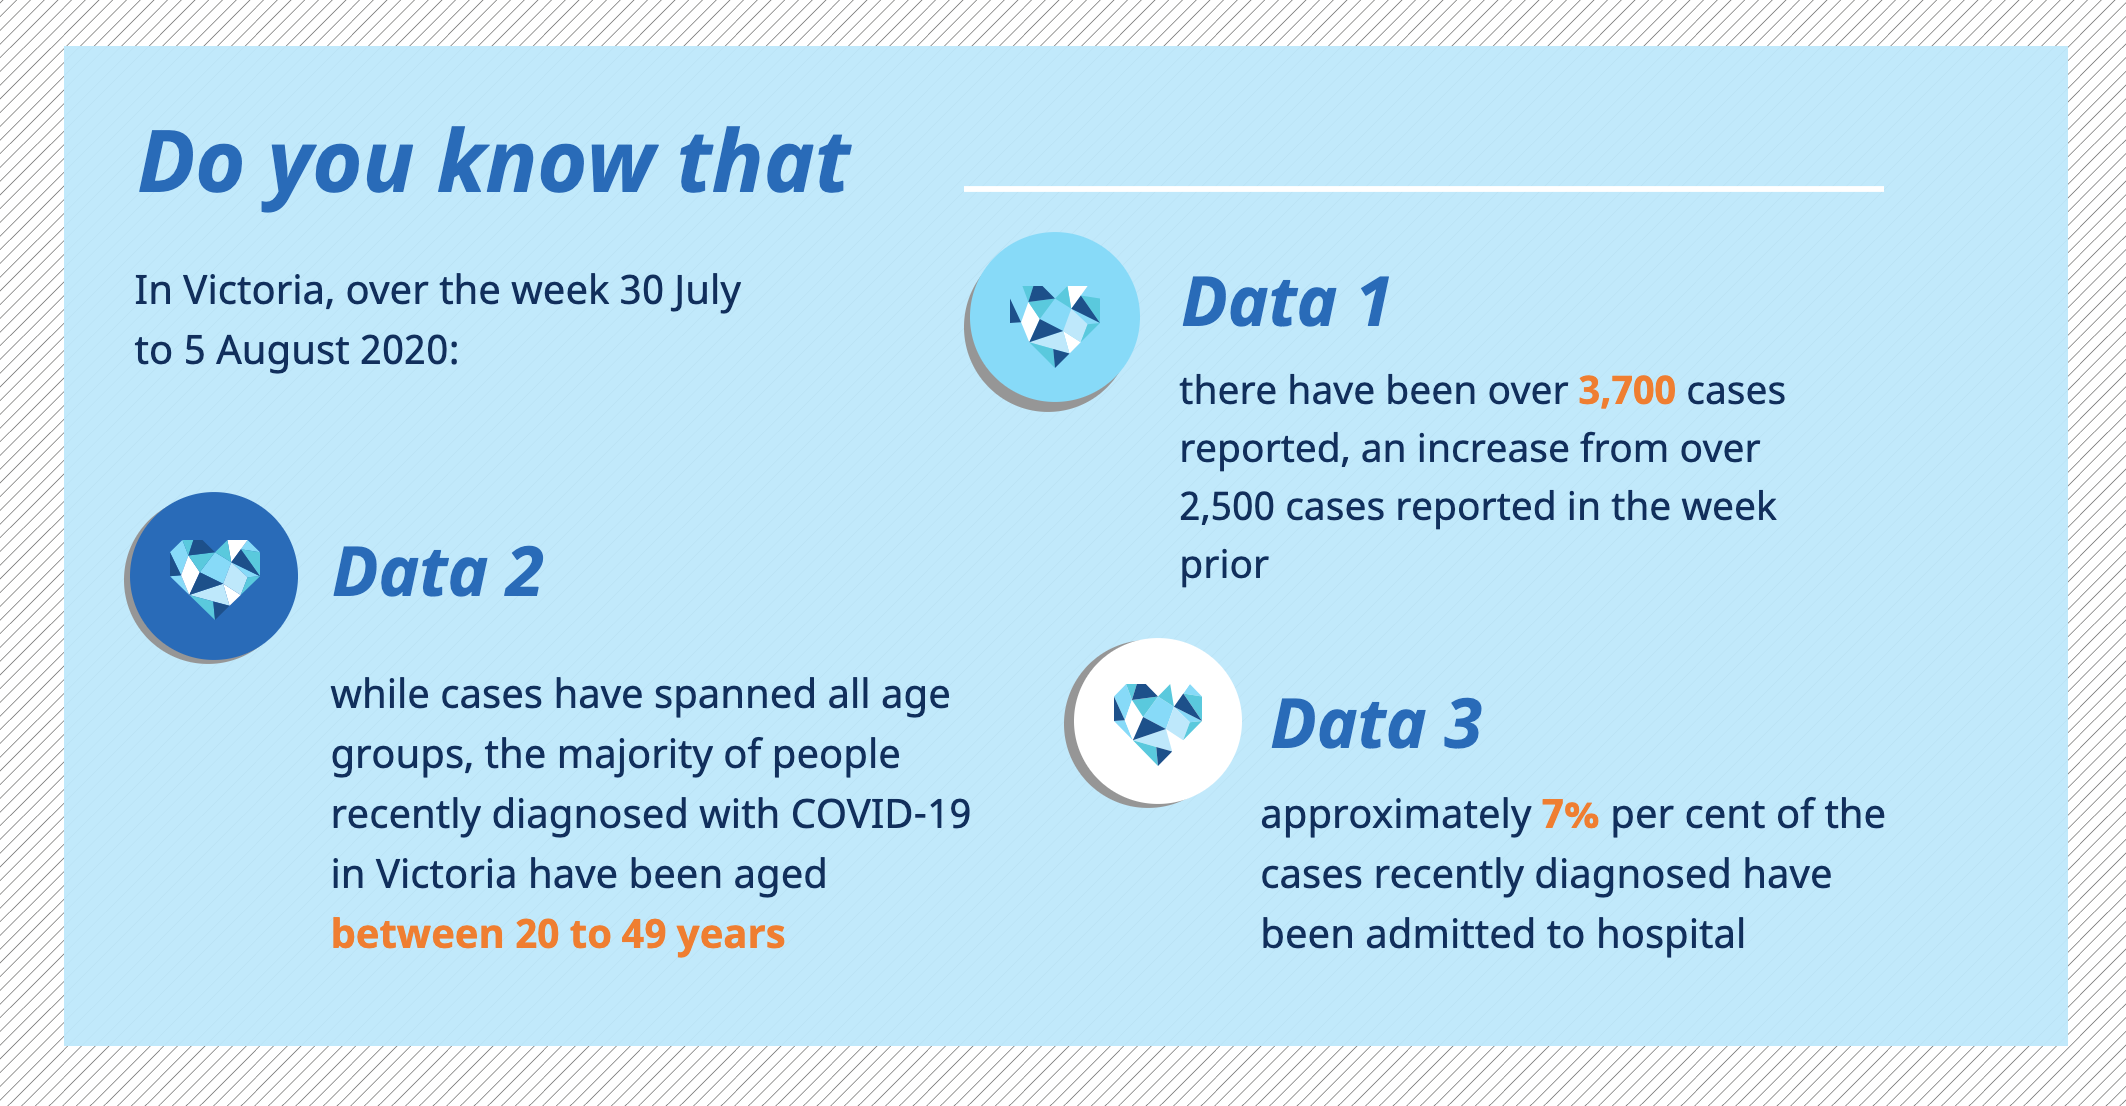 Do you know that
In Victoria, over the week 30 July
to 5 August 2020:
Data 1
there have been over 3,700 cases
reported, an increase from over
2,500 cases reported in the week
prior
Data 2
while cases have spanned all age
groups, the majority of people
recently diagnosed with COVID-19
in Victoria have been aged
between 20 to 49 years
Data 3
approximately 7% per cent of the
cases recently diagnosed have
been admitted to hospital